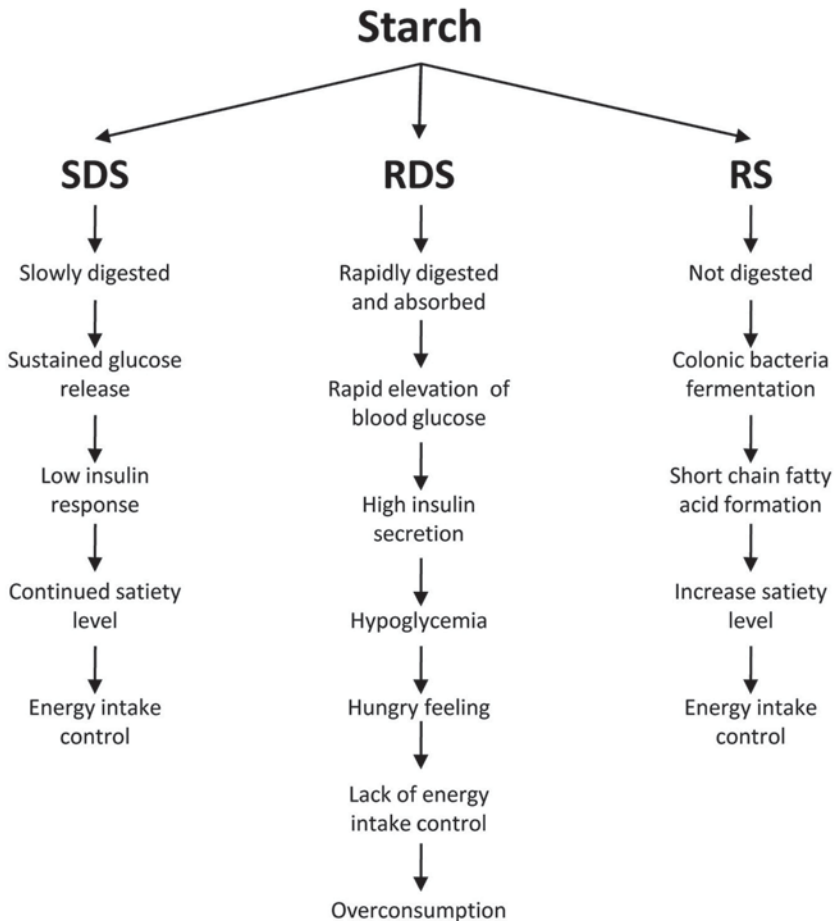 Starch
SDS
Slowly digested
Sustained glucose
release
Low insulin
response
Continued satiety
level
Energy intake
control
RDS
Rapidly digested
and absorbed
Rapid elevation of
blood glucose
High insulin
secretion
Hypoglycemia
Hungry feeling
Lack of energy
intake control
Overconsumption
RS
Not digested
Colonic bacteria
fermentation
Short chain fatty
acid formation
Increase satiety
level
Energy intake
control